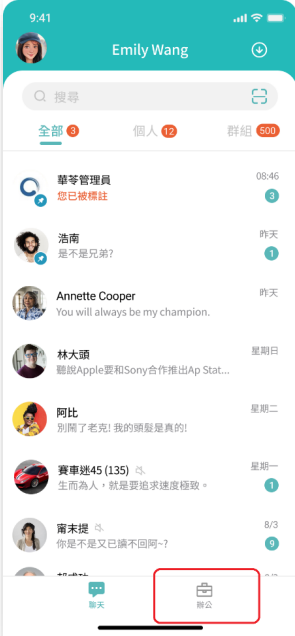 9:41
Emily Wang
搜尋
全部 3 個人 12 群組 500
華苓管理員 08:46
您已被標註 3
浩南 昨天
是不是兄弟? 1
Annette Cooper 昨天
You will always be my champion.
林大頭 星期日
聽說Apple要和Sony合作推出Ap Stat...
阿比 星期二
別鬧了老克! 我的頭髮是真的!
賽車迷45 (135) 星期一
生而為人，就是要追求速度極致。 1
甯末提 8/3
你是不是又已讀不回阿~? 9
聊天 辦公